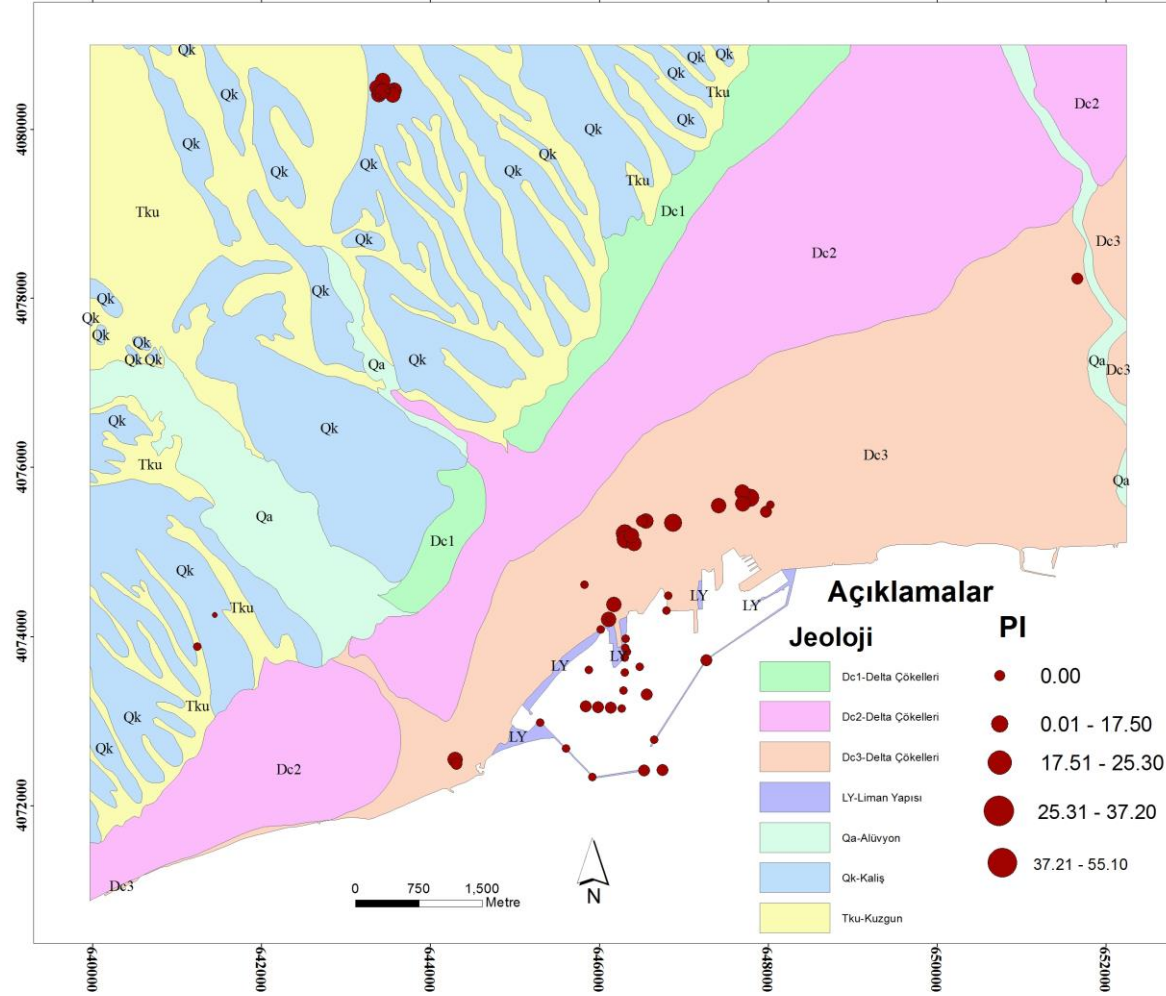 Qk
Qk
Qk
Qk
Qk
Tku
Qk
Dc2
4080000
Qk
Qk
Qk
Qk
Qk
Qk
Qk
Tku
Tku
Dc1
Qk
Dc3
Dc2
4078000
Qk
Qk
Qk
Qk
Qk
Qk
Qk
Qk
Qa
Qa
Dc3
Qk
Qk
4076000
Tku
Dc3
Qa
Qa
Dc1
Qk
4074000
Tku
LY
LY
LY
LY
LY
Qk
Tku
Qk
Dc2
4072000
Dc3
Açıklamalar
Jeoloji
Dc1-Delta Çökelleri
Dc2-Delta Çökelleri
Dc3-Delta Çökelleri
LY-Liman Yapısı
Qa-Alüvyon
Qk-Kaliş
Tku-Kuzgun
PI
0.00
0.01 - 17.50
17.51 - 25.30
25.31 - 37.20
37.21 - 55.10
0 750 1,500
Metre
N
640000 642000 644000 646000 648000 650000 652000